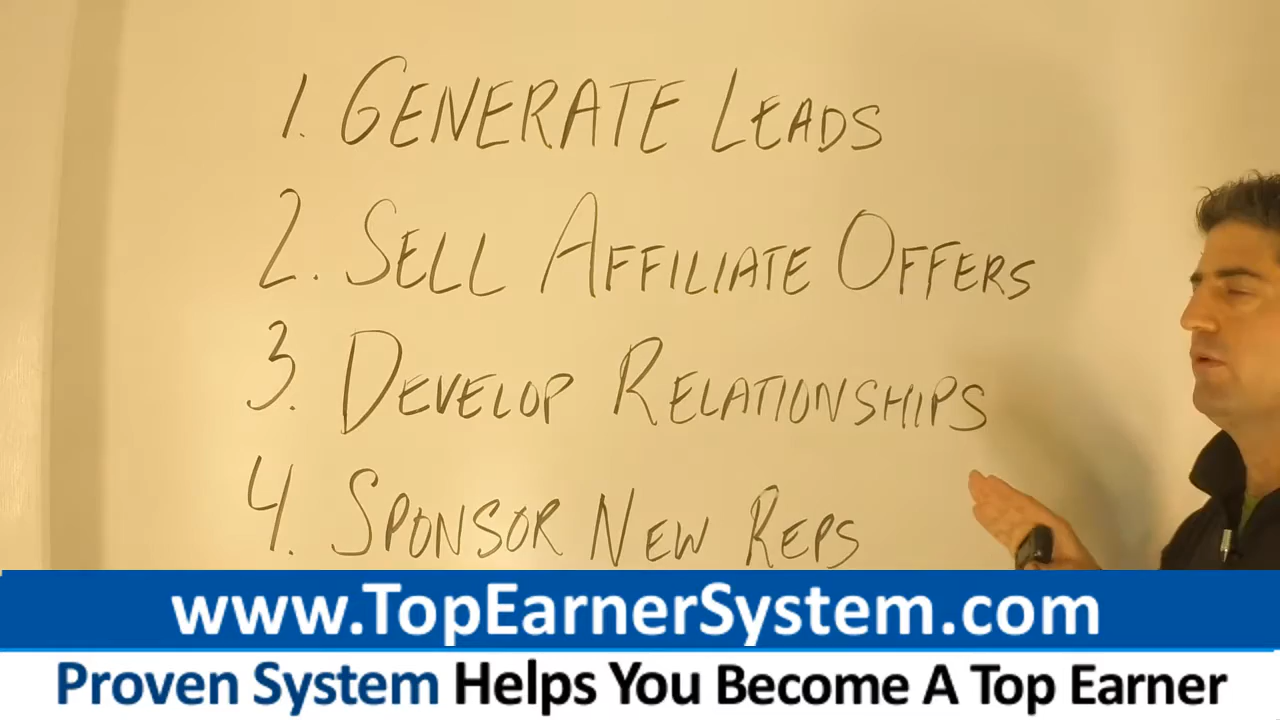 1. GENERATE LEADS
2. SELL AFFILIATE OFFERS
3. DEVELOP RELATIONSHIPS
4. SPONSOR NEW REPS
www.TopEarnerSystem.com
Proven System Helps You Become A Top Earner